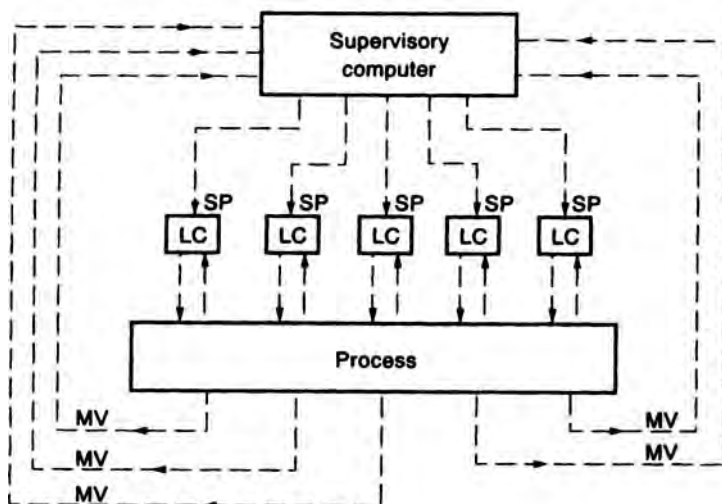 Supervisory
computer
SP SP SP SP SP
LC LC LC LC LC
Process
MV MV
MV MV
MV